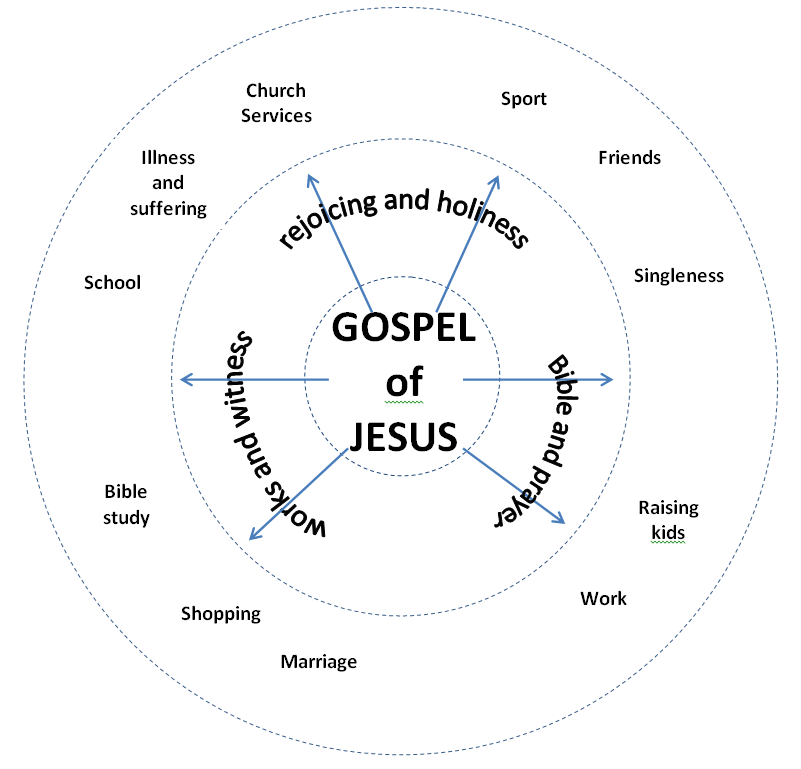 Church
Services
Sport
Illness
and
suffering
Friends
rejoicing and holiness
School
Singleness
GOSPEL
of
JESUS
works and witness
Bible and prayer
Bible
study
Raising
kids
Work
Shopping
Marriage